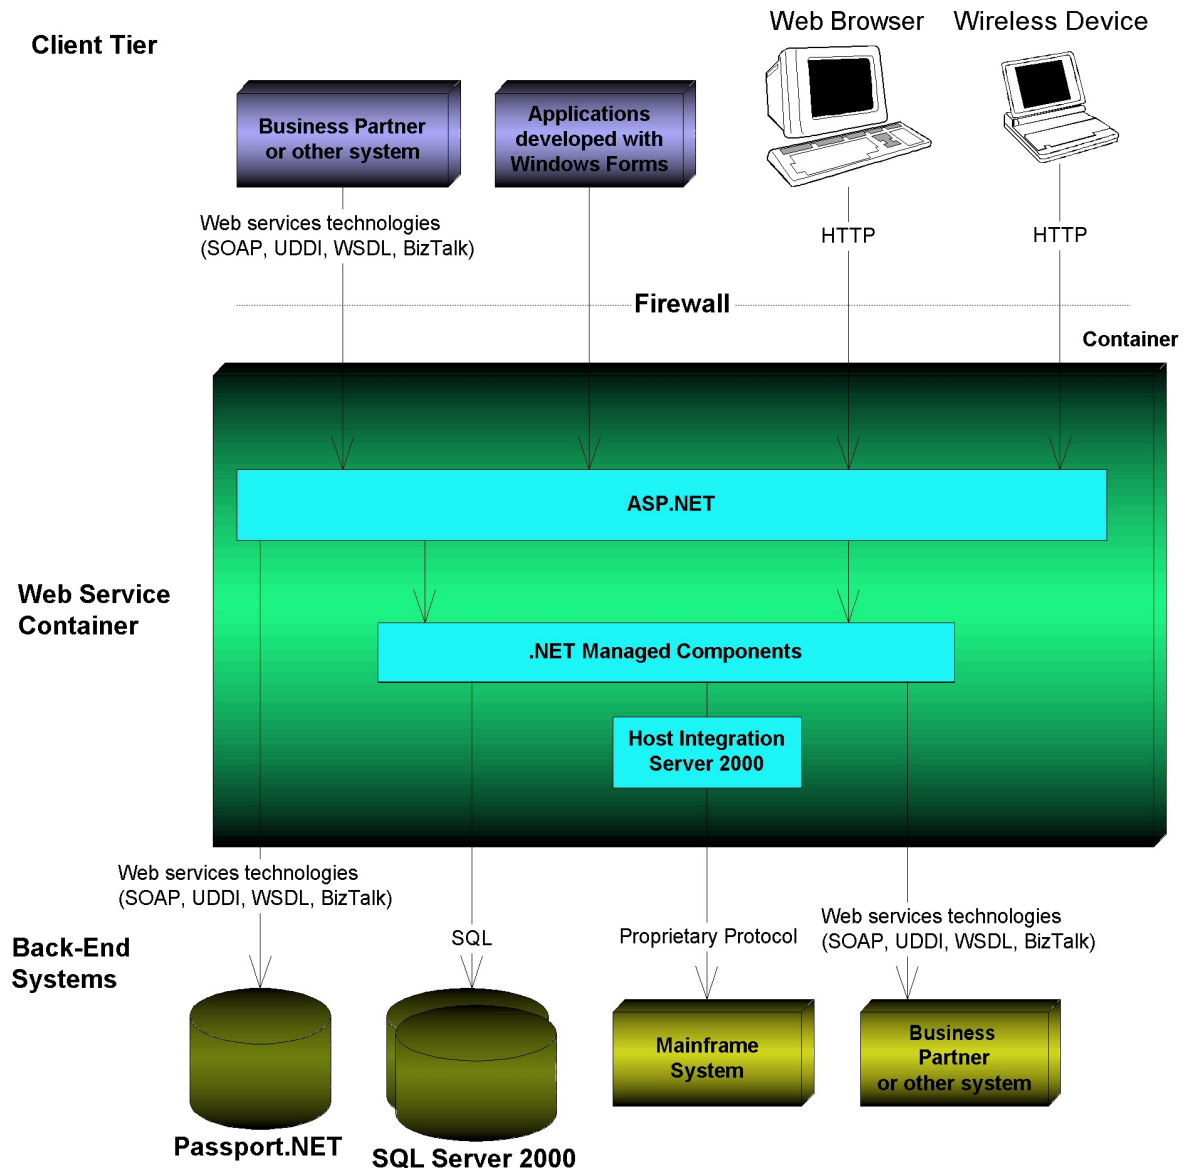 Client Tier
Web Browser
Wireless Device
Business Partner
or other system
Applications
developed with
Windows Forms
Web services technologies
(SOAP, UDDI, WSDL, BizTalk)
HTTP
HTTP
Firewall
Container
ASP.NET
Web Service
Container
.NET Managed Components
Host Integration
Server 2000
Web services technologies
(SOAP, UDDI, WSDL, BizTalk)
SQL
Proprietary Protocol
Web services technologies
(SOAP, UDDI, WSDL, BizTalk)
Back-End
Systems
Mainframe
System
Business
Partner
or other system
Passport.NET
SQL Server 2000